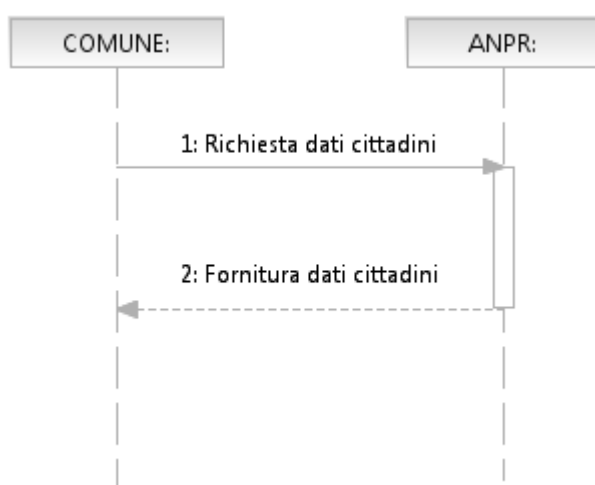 COMUNE:
ANPR:
1: Richiesta dati cittadini
2: Fornitura dati cittadini